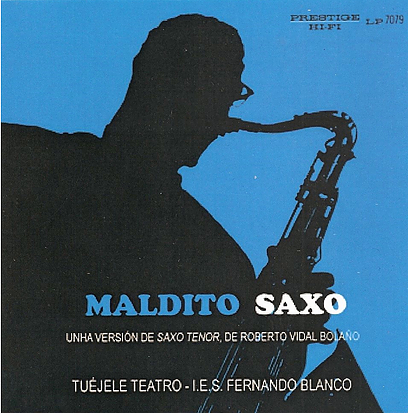 PRESTIGE LP 7079
HI-FI
MALDITO SAXO
UNHA VERSIÓN DE SAXO TENOR, DE ROBERTO VIDAL BOLAÑO
TUÉJELE TEATRO - I.E.S. FERNANDO BLANCO